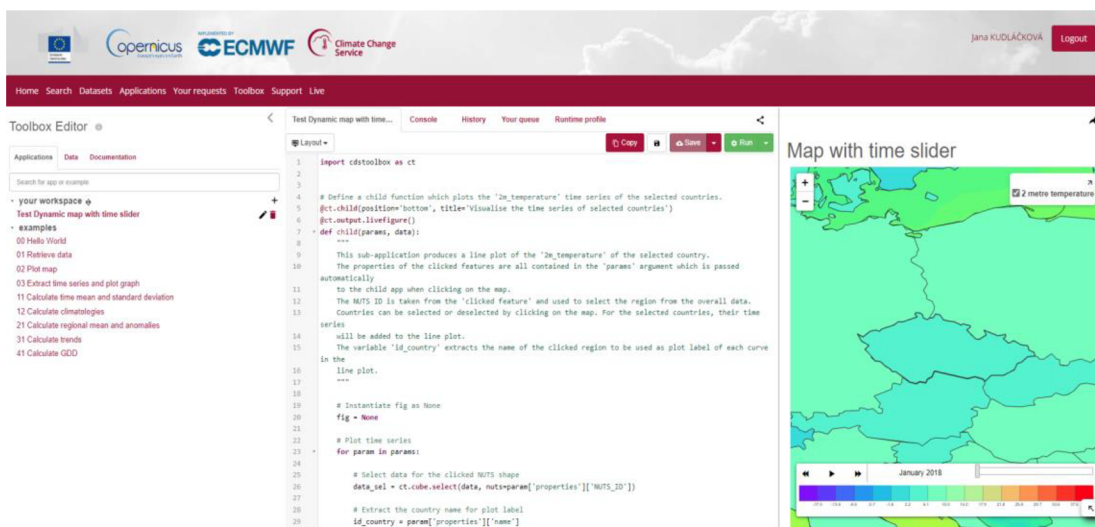 opernicus
IMPLEMENTED BY
ECMWF
Climate Change
Service
Jana KUDLÁČKOVÁ
Logout
Home Search Datasets Applications Your requests Toolbox Support Live
Toolbox Editor
Applications Data Documentation
Search for app or example
your workspace
Test Dynamic map with time slider
examples
00 Hello World
01 Retrieve data
02 Plot map
03 Extract time series and plot graph
11 Calculate time mean and standard deviation
12 Calculate climatologies
21 Calculate regional mean and anomalies
31 Calculate trends
41 Calculate GDD
Test Dynamic map with time... Console History Your queue Runtime profile
Layout Copy Save Run
1 import cdstoolbox as ct
2
3
4 # Define a child function which plots the '2m_temperature' time series of the selected countries.
5 @ct.child(position='bottom', title='Visualise the time series of selected countries')
6 @ct.output.livefigure()
7 def child(params, data):
8 """
9 This sub-application produces a line plot of the '2m_temperature' of the selected country.
10 The properties of the clicked features are all contained in the 'params' argument which is passed
automatically
11 to the child app when clicking on the map.
12 The NUTS ID is taken from the 'clicked feature' and used to select the region from the overall data.
13 Countries can be selected or deselected by clicking on the map. For the selected countries, their time
series
14 will be added to the line plot.
15 The variable 'id_country' extracts the name of the clicked region to be used as plot label of each curve
in the
16 line plot.
17 """
18
19 # Instantiate fig as None
20 fig = None
21
22 # Plot time series
23 for param in params:
24
25 # Select data for the clicked NUTS shape
26 data_sel = ct.cube.select(data, nuts=param['properties']['NUTS_ID'])
27
28 # Extract the country name for plot label
29 id_country = param['properties']['name']
Map with time slider
+
-
2 metre temperature
January 2018